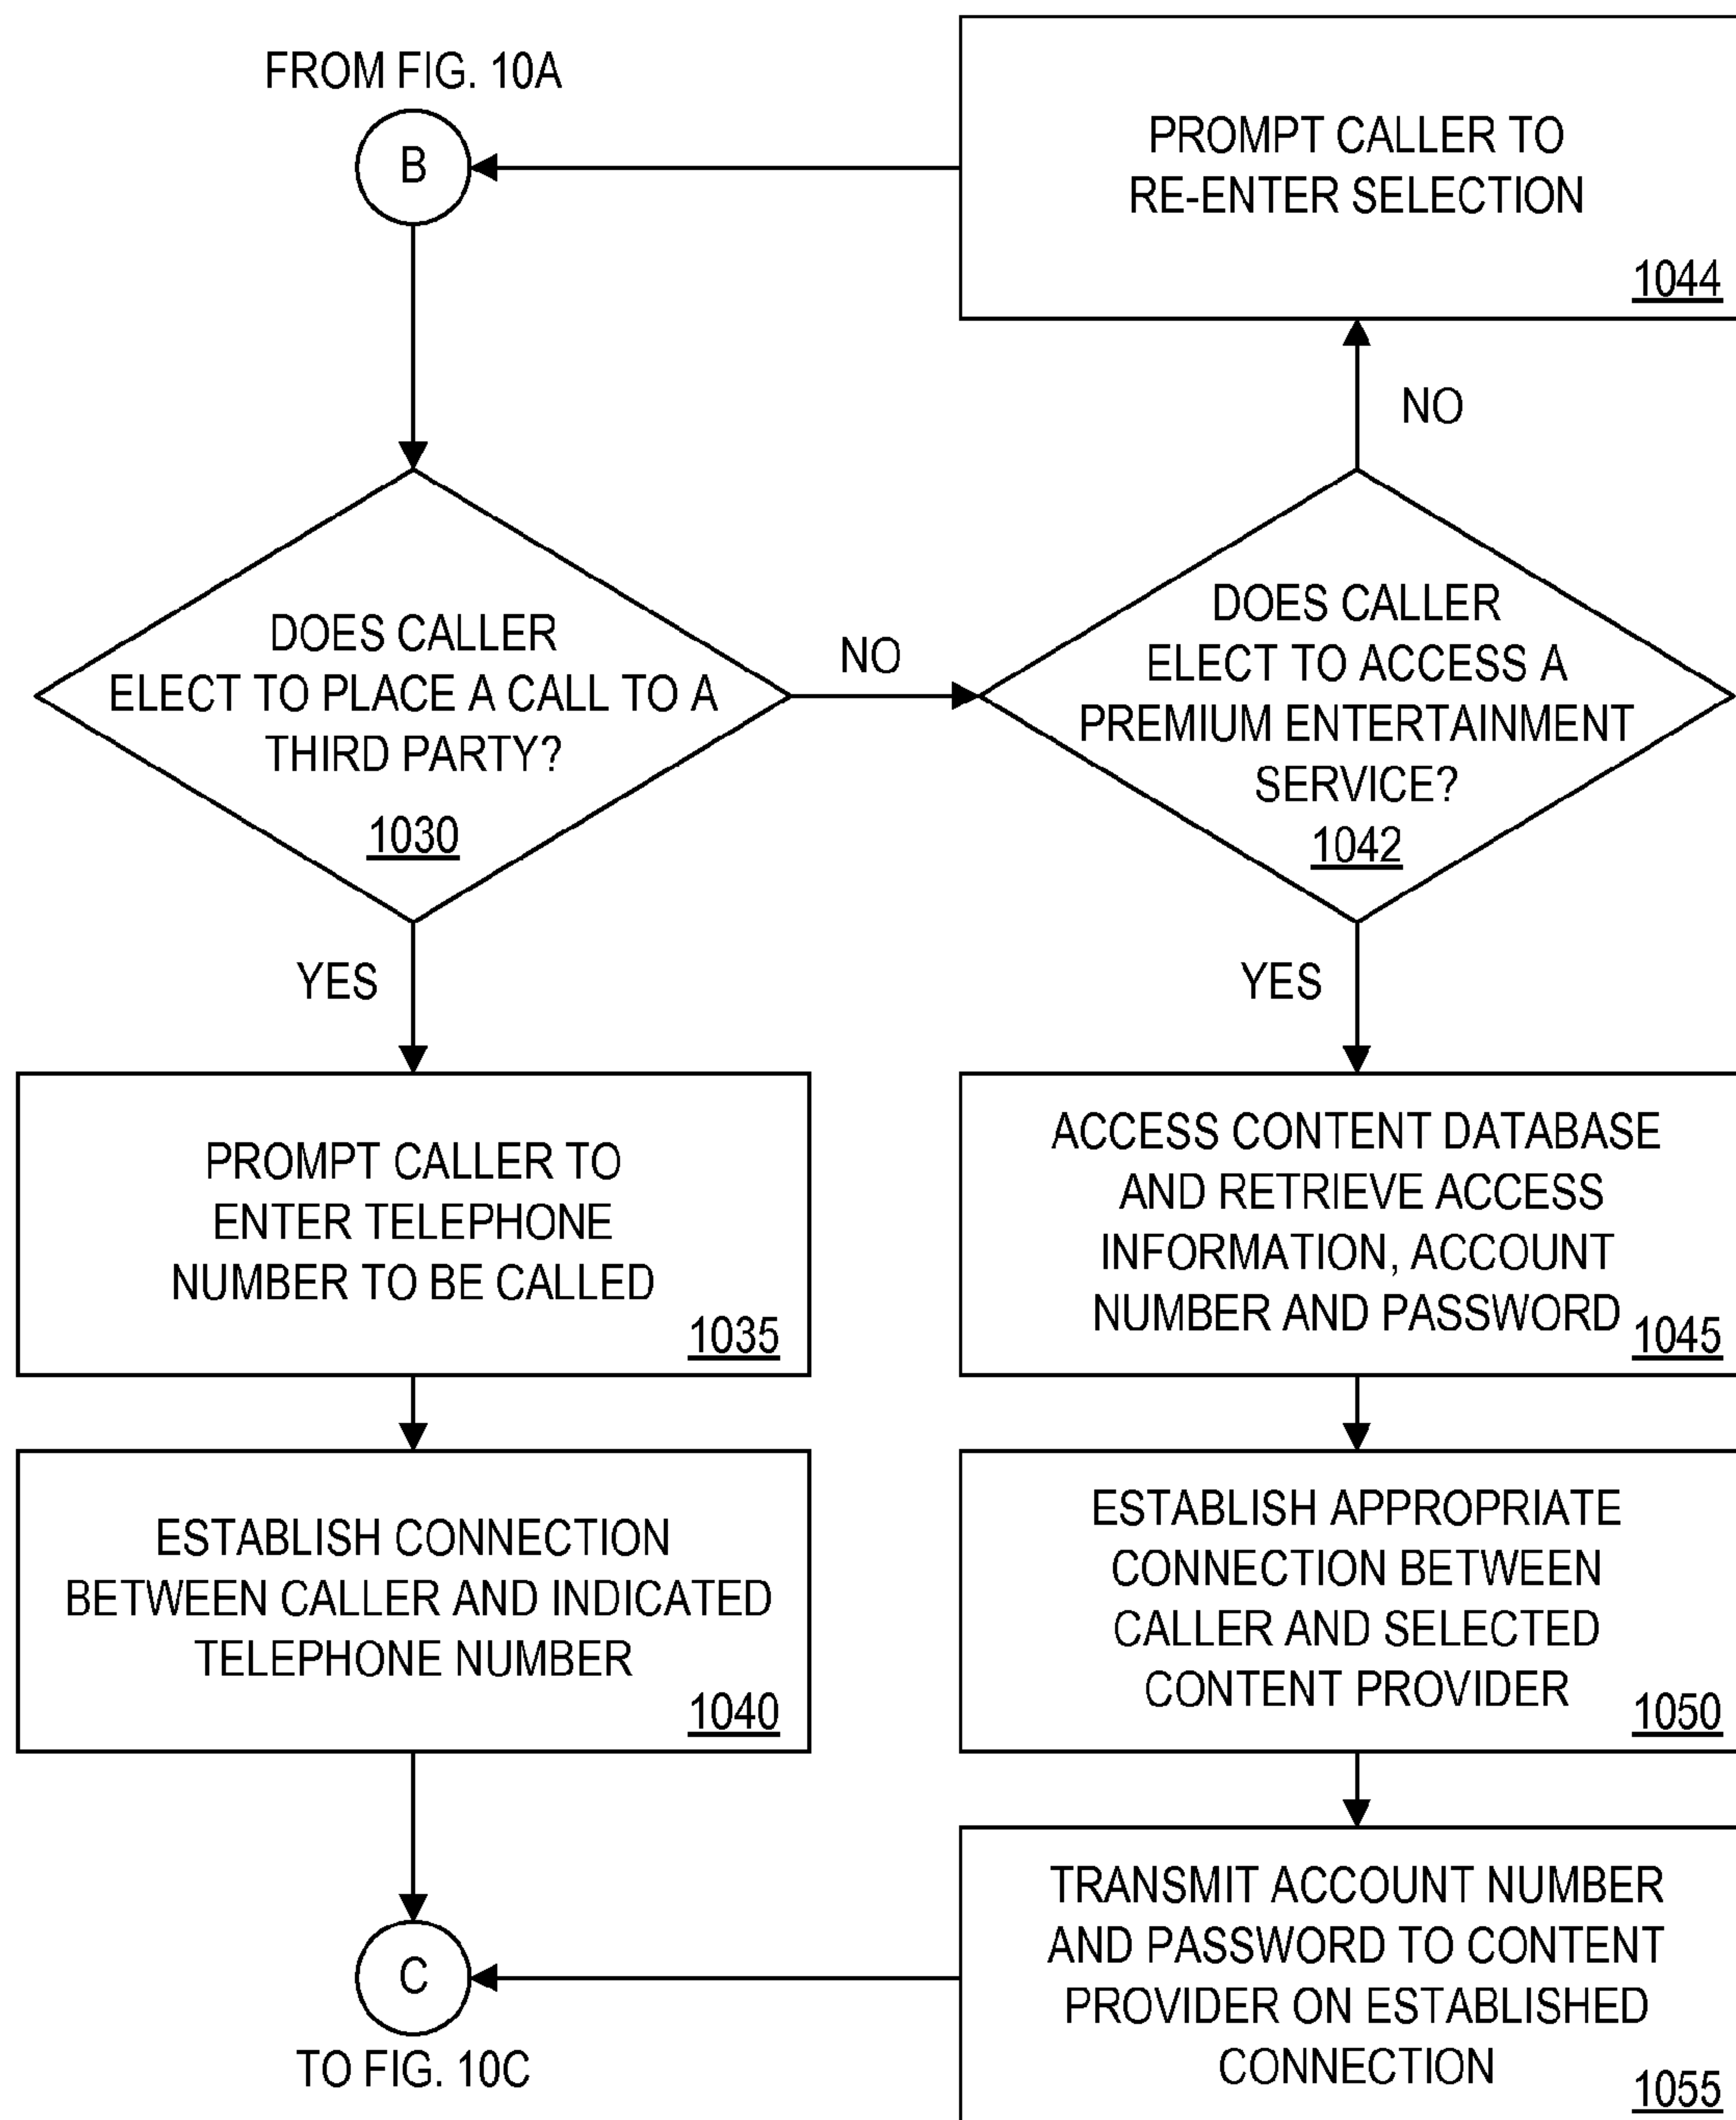 FROM FIG. 10A
B
PROMPT CALLER TO
RE-ENTER SELECTION
1044
NO
DOES CALLER
ELECT TO PLACE A CALL TO A
THIRD PARTY?
1030
NO
DOES CALLER
ELECT TO ACCESS A
PREMIUM ENTERTAINMENT
SERVICE?
1042
YES
YES
PROMPT CALLER TO
ENTER TELEPHONE
NUMBER TO BE CALLED
1035
ACCESS CONTENT DATABASE
AND RETRIEVE ACCESS
INFORMATION, ACCOUNT
NUMBER AND PASSWORD
1045
ESTABLISH CONNECTION
BETWEEN CALLER AND INDICATED
TELEPHONE NUMBER
1040
ESTABLISH APPROPRIATE
CONNECTION BETWEEN
CALLER AND SELECTED
CONTENT PROVIDER
1050
TRANSMIT ACCOUNT NUMBER
AND PASSWORD TO CONTENT
PROVIDER ON ESTABLISHED
CONNECTION
1055
C
TO FIG. 10C